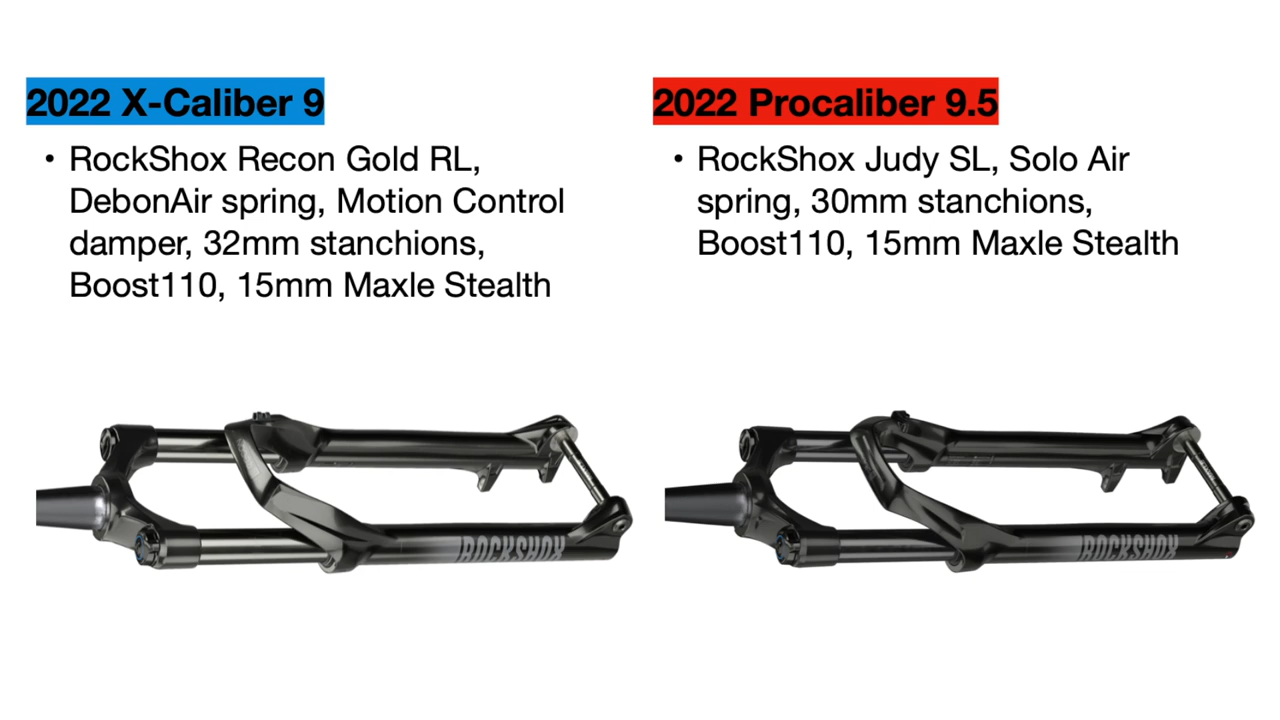 2022 X-Caliber 9
• RockShox Recon Gold RL,
DebonAir spring, Motion Control
damper, 32mm stanchions,
Boost110, 15mm Maxle Stealth
2022 Procaliber 9.5
• RockShox Judy SL, Solo Air
spring, 30mm stanchions,
Boost110, 15mm Maxle Stealth
ROCKSHOX
ROCKSHOX